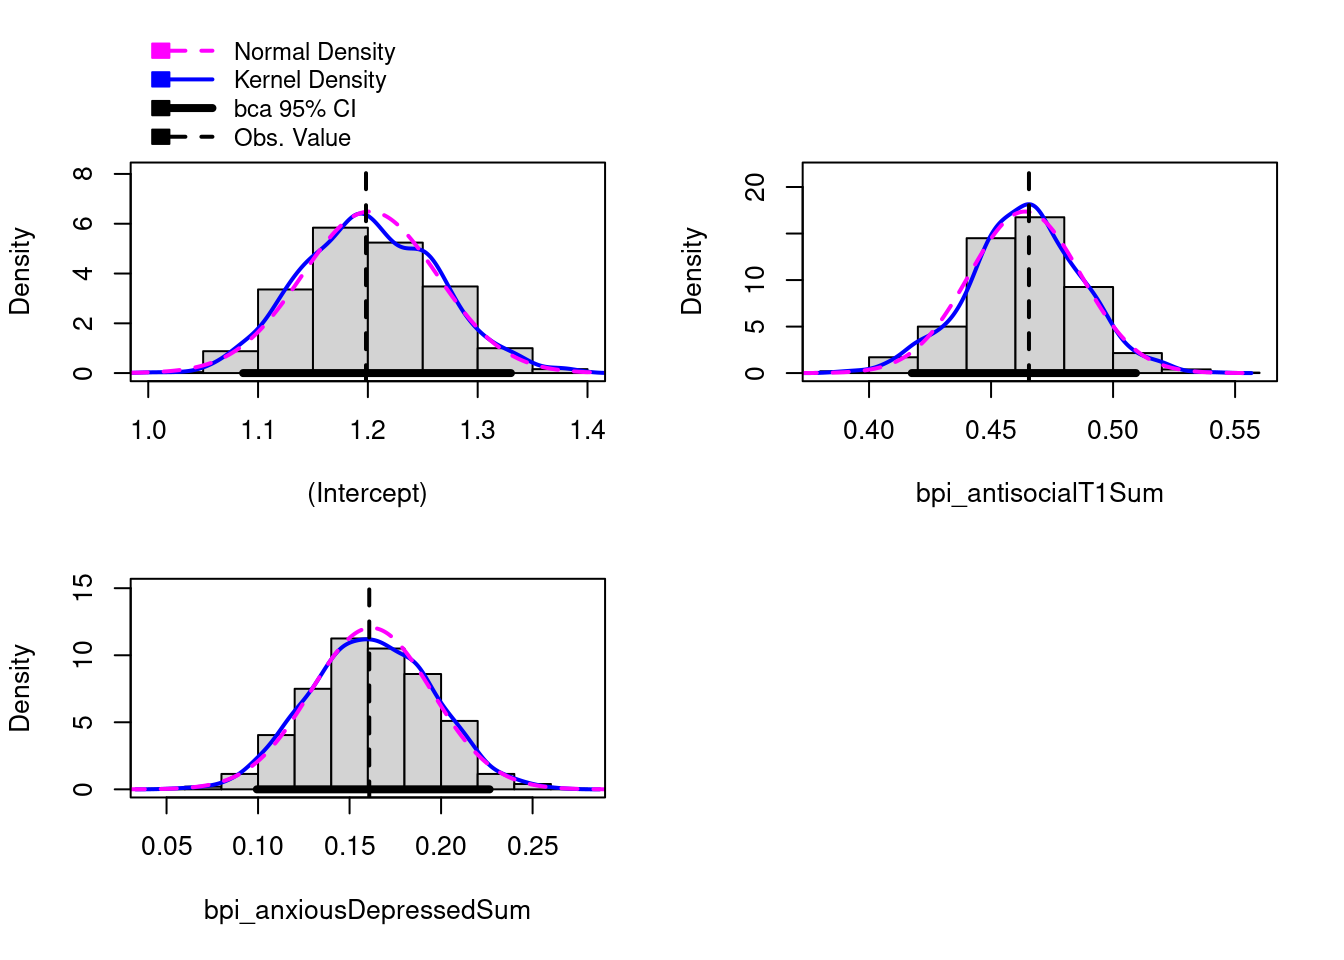 Normal Density
Kernel Density
bca 95% CI
Obs. Value
Density
0 2 4 6 8
1.0 1.1 1.2 1.3 1.4
(Intercept)
Density
0 5 10 20
0.40 0.45 0.50 0.55
bpi_antisocialT1Sum
Density
0 5 10 15
0.05 0.10 0.15 0.20 0.25
bpi_anxiousDepressedSum